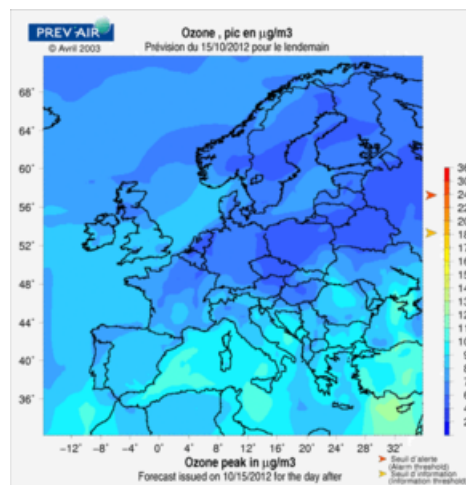 PREV'AIR
© Avril 2003
Ozone , pic en µg/m3
Prévision du 15/10/2012 pour le lendemain
68°
64°
60°
56°
52°
48°
44°
40°
36°
-12° -8° -4° 0° 4° 8° 12° 16° 20° 24° 28° 32°
Ozone peak in µg/m3
Forecast issued on 10/15/2012 for the day after
Seuil d'alerte
(Alarm threshold)
Seuil d'information
(Information threshold)